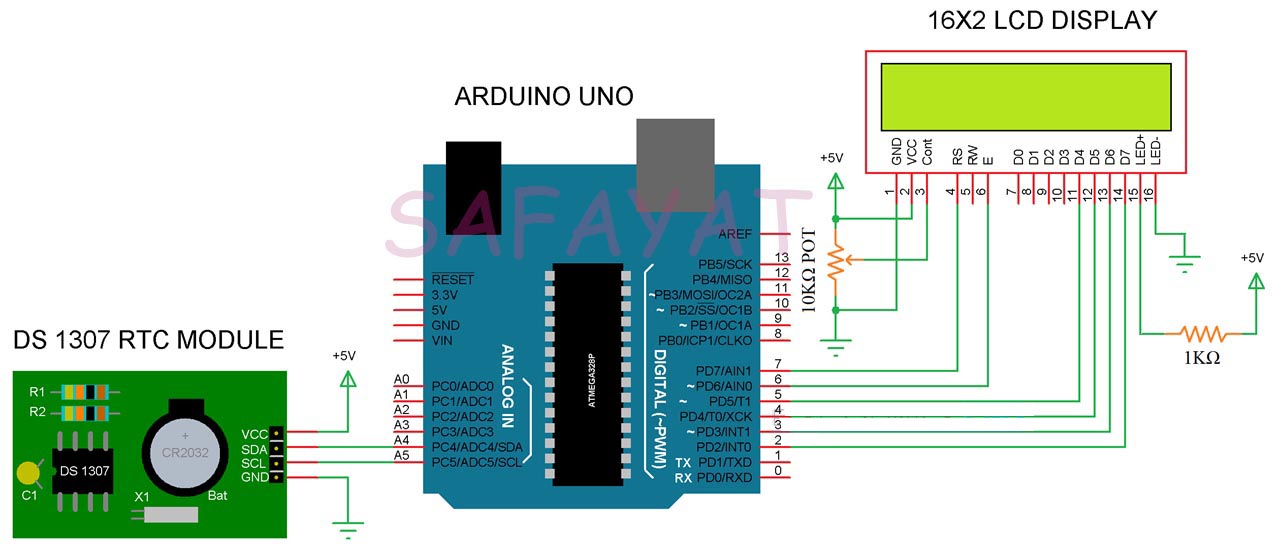 16X2 LCD DISPLAY
ARDUINO UNO
SAFAYAT
DS 1307 RTC MODULE
R1
R2
DS 1307
C1
X1
+
CR2032
Bat
VCC
SDA
SCL
GND
+5V
RESET
3.3V
5V
GND
VIN
A0 PC0/ADC0
A1 PC1/ADC1
A2 PC2/ADC2
A3 PC3/ADC3
A4 PC4/ADC4/SDA
A5 PC5/ADC5/SCL
ANALOG IN
ATMEGA328P
DIGITAL (~PWM)
AREF
PB5/SCK 13
PB4/MISO 12
~PB3/MOSI/OC2A 11
~ PB2/SS/OC1B 10
~ PB1/OC1A 9
PB0/ICP1/CLKO 8
PD7/AIN1 7
~ PD6/AIN0 6
~ PD5/T1 5
PD4/T0/XCK 4
~ PD3/INT1 3
PD2/INT0 2
TX PD1/TXD 1
RX PD0/RXD 0
+5V
10KΩ POT
GND VCC Cont RS RW E D0 D1 D2 D3 D4 D5 D6 D7 LED+ LED-
1 2 3 4 5 6 7 8 9 10 11 12 13 14 15 16
+5V
1KΩ